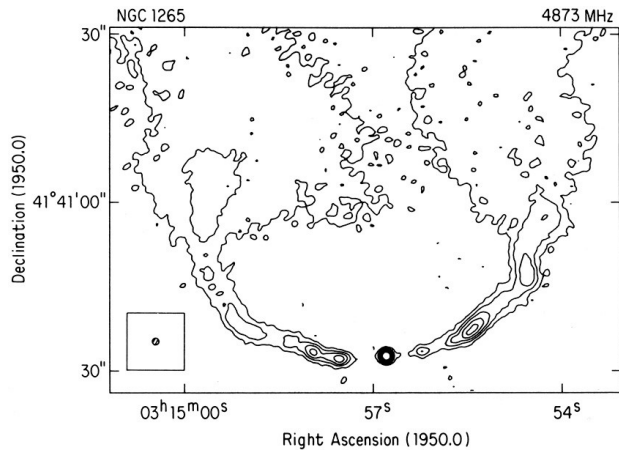 NGC 1265 4873 MHz
30"
41°41'00"
30"
03ʰ15ᵐ00ˢ 57ˢ 54ˢ
Declination (1950.0)
Right Ascension (1950.0)